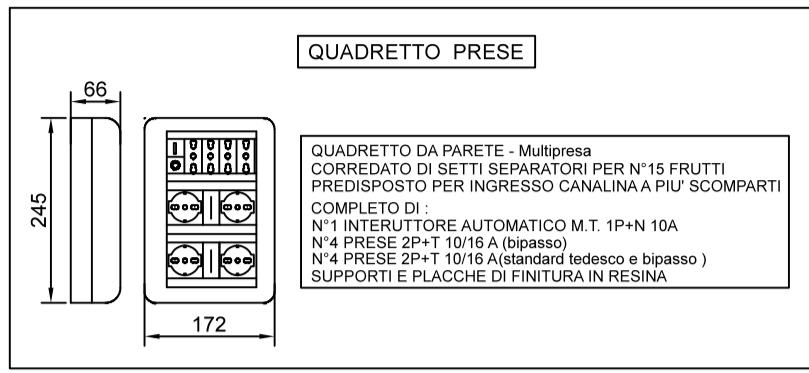 QUADRETTO PRESE
66
245
172
QUADRETTO DA PARETE - Multipresa
CORREDATO DI SETTI SEPARATORI PER N°15 FRUTTI
PREDISPOSTO PER INGRESSO CANALINA A PIU' SCOMPARTI
COMPLETO DI :
N°1 INTERUTTORE AUTOMATICO M.T. 1P+N 10A
N°4 PRESE 2P+T 10/16 A (bipasso)
N°4 PRESE 2P+T 10/16 A(standard tedesco e bipasso )
SUPPORTI E PLACCHE DI FINITURA IN RESINA